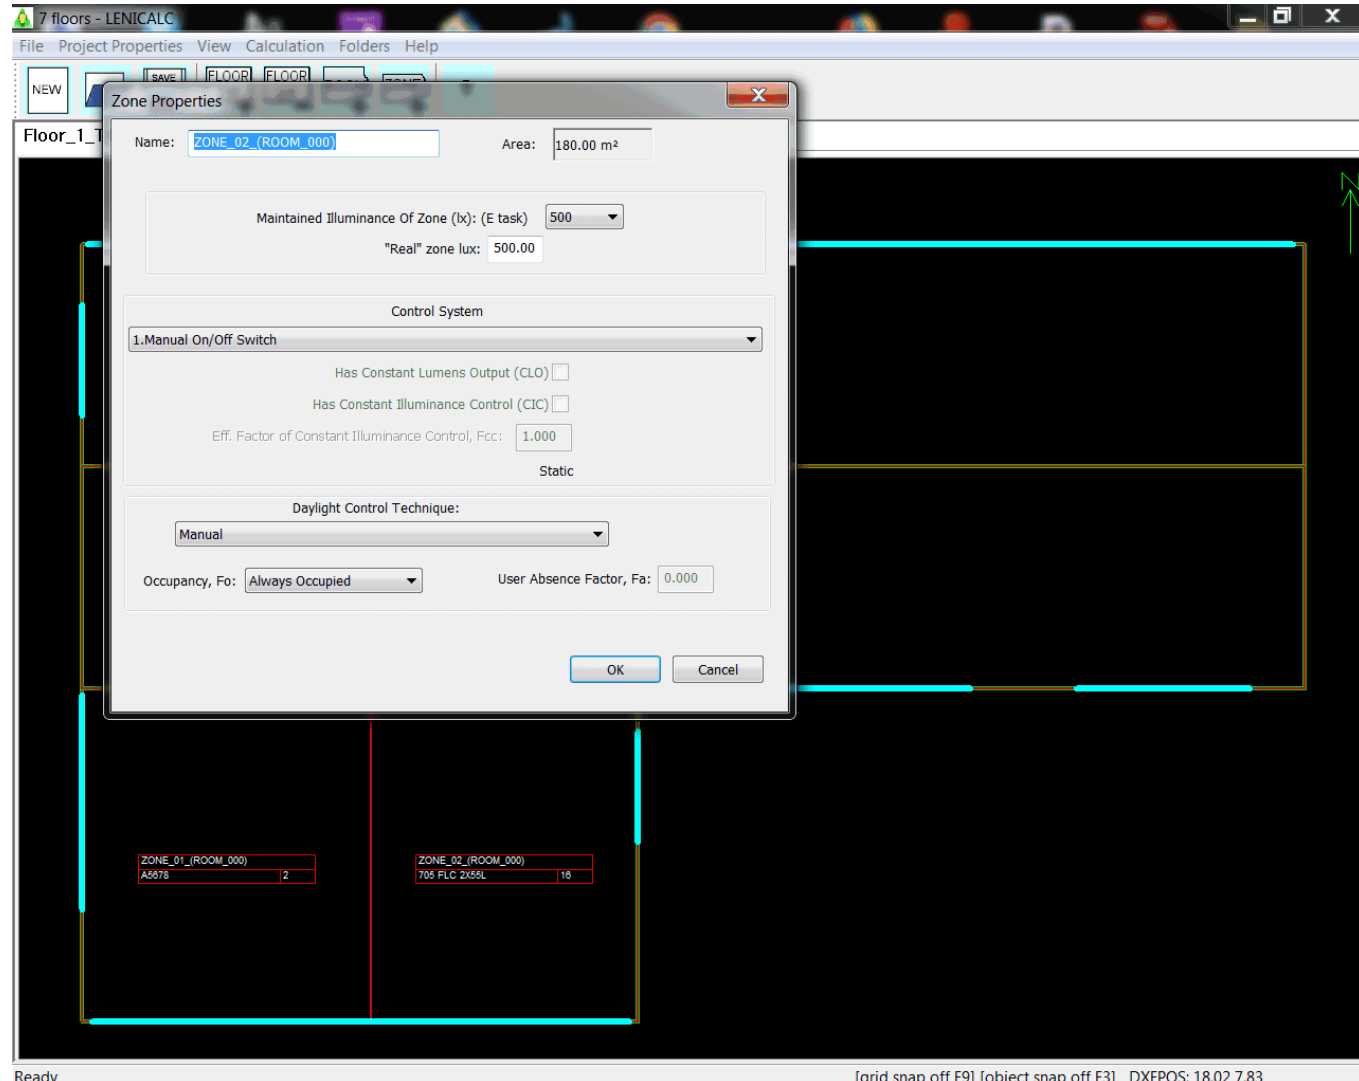 7 floors - LENICALC
File Project Properties View Calculation Folders Help
NEW SAVE FLOOR FLOOR
Zone Properties
Floor_1_T
Name: ZONE_02_(ROOM_000) Area: 180.00 m²
N
Maintained Illuminance Of Zone (lx): (E task) 500
"Real" zone lux: 500.00
Control System
1.Manual On/Off Switch
Has Constant Lumens Output (CLO)
Has Constant Illuminance Control (CIC)
Eff. Factor of Constant Illuminance Control, Fcc: 1.000
Static
Daylight Control Technique:
Manual
Occupancy, Fo: Always Occupied User Absence Factor, Fa: 0.000
OK Cancel
ZONE_01_(ROOM_000) ZONE_02_(ROOM_000)
A5678 2 705 FLC 2X55L 16
Ready [grid snap off F9] [object snap off F3] DXFPOS: 18.02,7.83